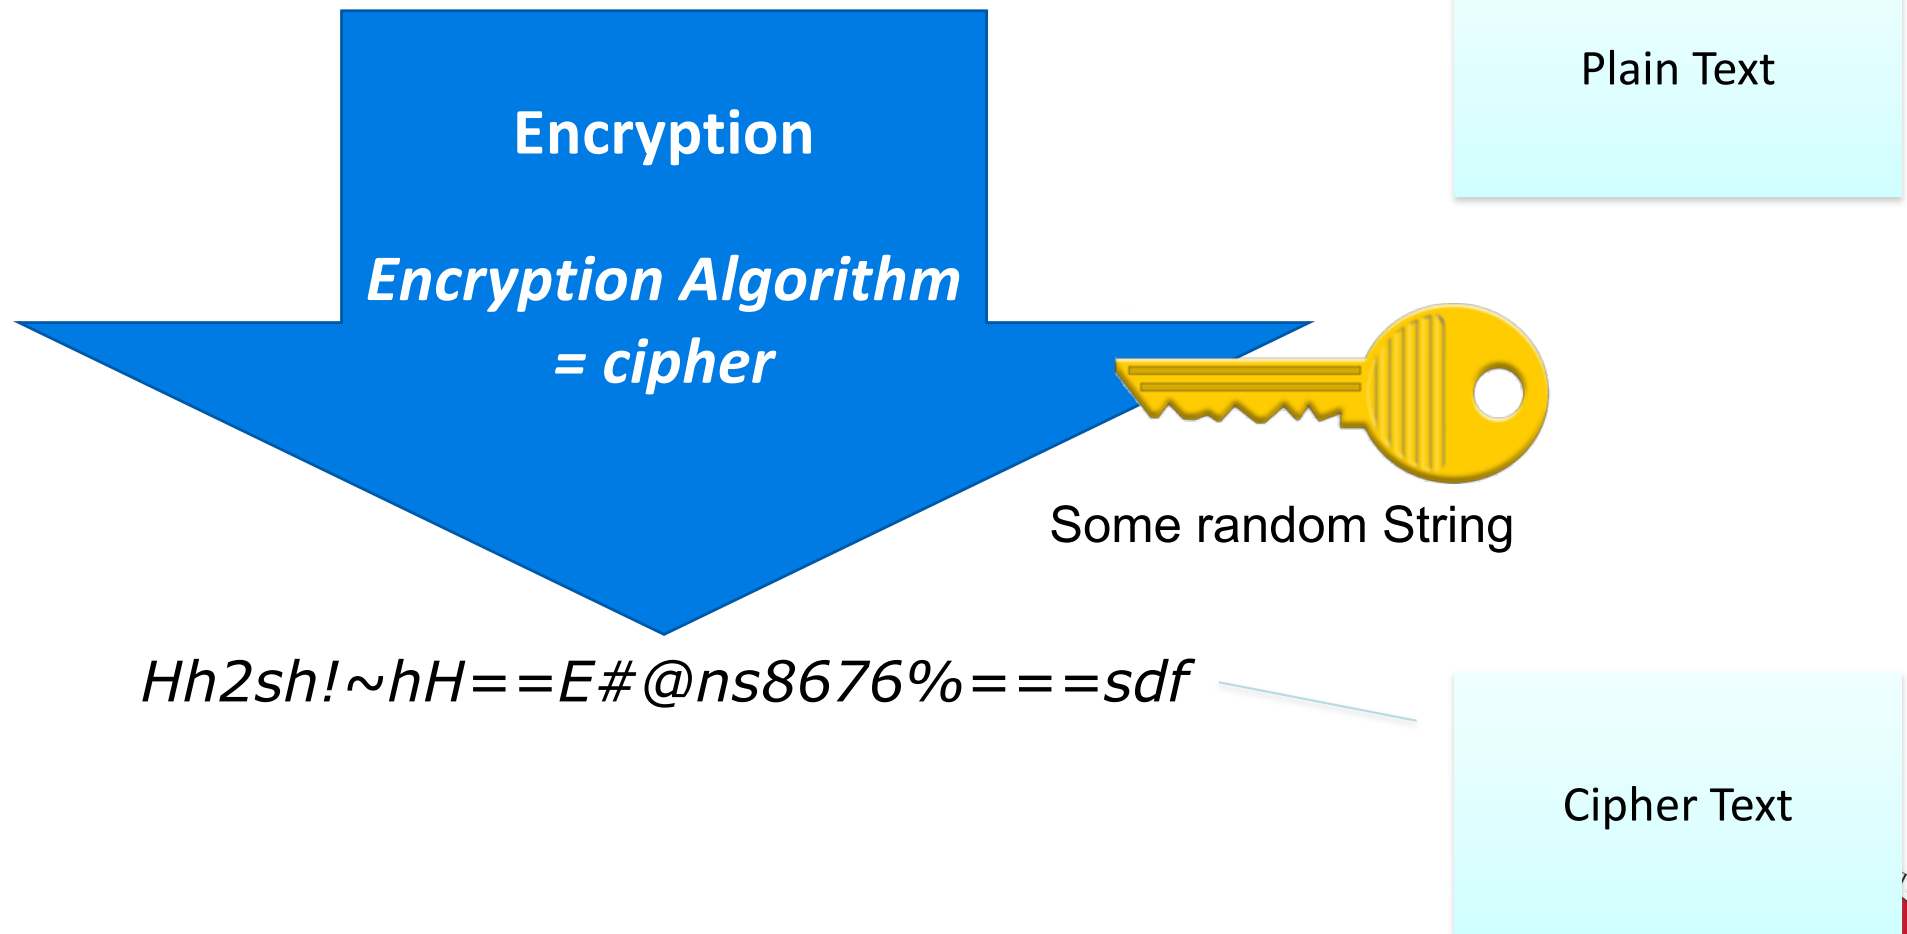 Plain Text
Encryption
Encryption Algorithm
= cipher
Some random String
Hh2sh!~hH==E#@ns8676%===sdf
Cipher Text